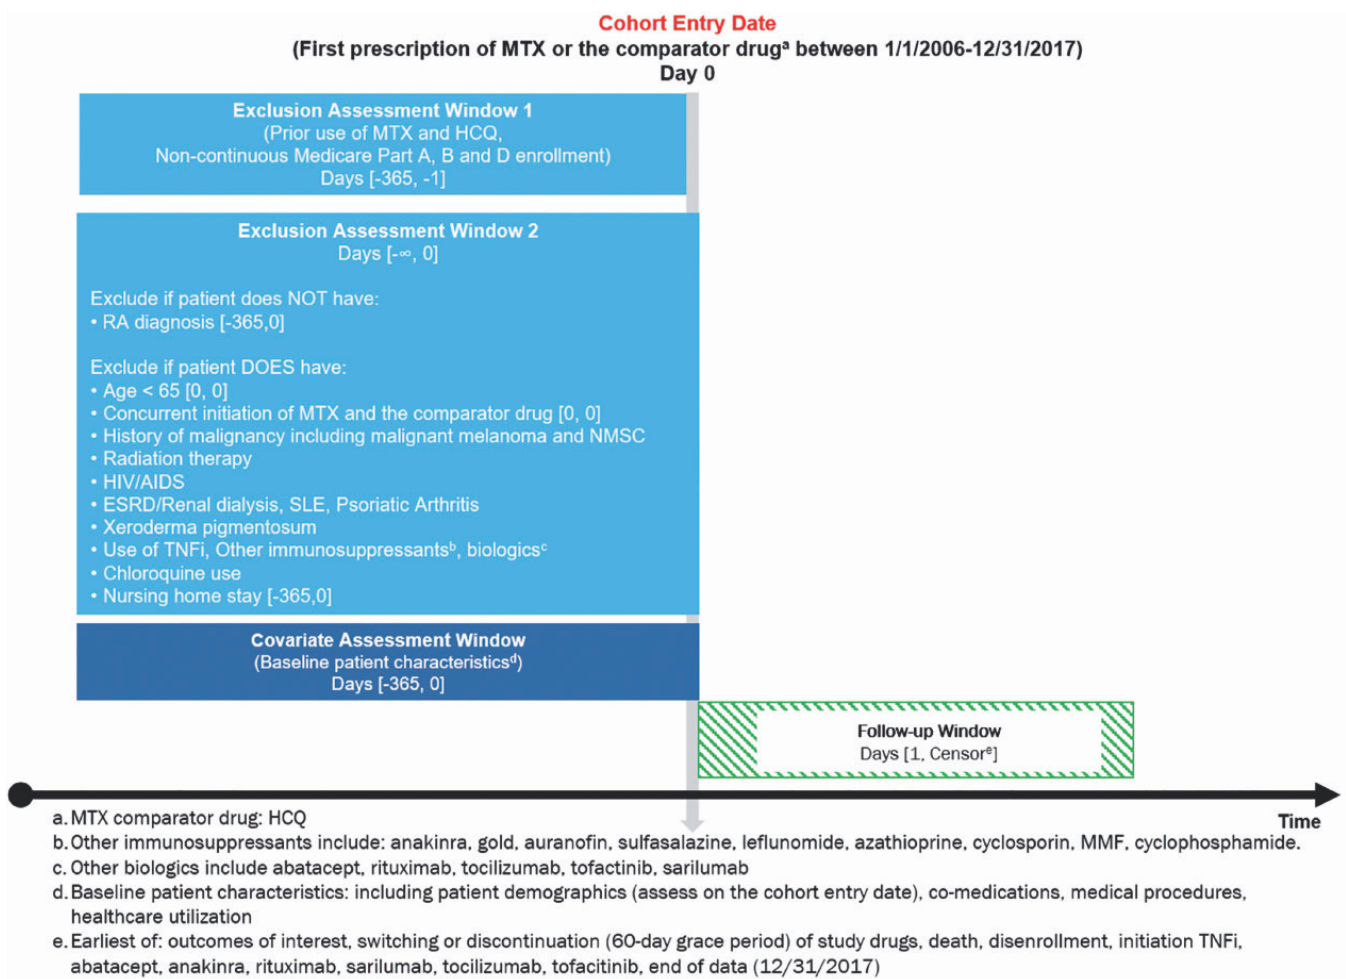 Cohort Entry Date
(First prescription of MTX or the comparator drugᵃ between 1/1/2006-12/31/2017)
Day 0
Exclusion Assessment Window 1
(Prior use of MTX and HCQ,
Non-continuous Medicare Part A, B and D enrollment)
Days [-365, -1]
Exclusion Assessment Window 2
Days [-∞, 0]
Exclude if patient does NOT have:
• RA diagnosis [-365,0]
Exclude if patient DOES have:
• Age < 65 [0, 0]
• Concurrent initiation of MTX and the comparator drug [0, 0]
• History of malignancy including malignant melanoma and NMSC
• Radiation therapy
• HIV/AIDS
• ESRD/Renal dialysis, SLE, Psoriatic Arthritis
• Xeroderma pigmentosum
• Use of TNFi, Other immunosuppressantsᵇ, biologicsᶜ
• Chloroquine use
• Nursing home stay [-365,0]
Covariate Assessment Window
(Baseline patient characteristicsᵈ)
Days [-365, 0]
Follow-up Window
Days [1, Censorᵉ]
Time
a. MTX comparator drug: HCQ
b. Other immunosuppressants include: anakinra, gold, auranofin, sulfasalazine, leflunomide, azathioprine, cyclosporin, MMF, cyclophosphamide.
c. Other biologics include abatacept, rituximab, tocilizumab, tofactinib, sarilumab
d. Baseline patient characteristics: including patient demographics (assess on the cohort entry date), co-medications, medical procedures,
healthcare utilization
e. Earliest of: outcomes of interest, switching or discontinuation (60-day grace period) of study drugs, death, disenrollment, initiation TNFi,
abatacept, anakinra, rituximab, sarilumab, tocilizumab, tofacitinib, end of data (12/31/2017)